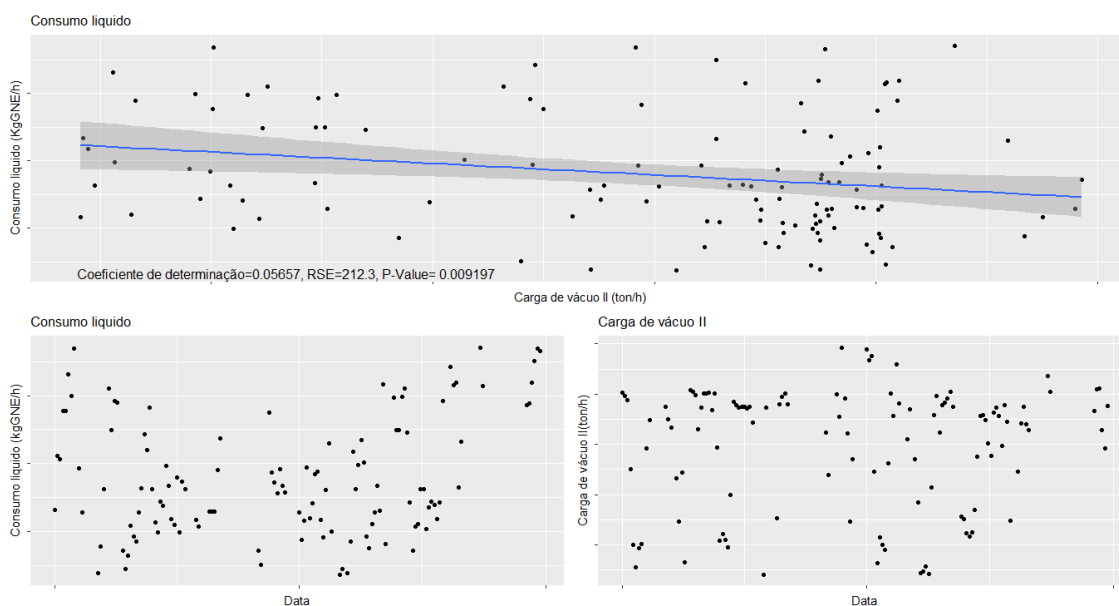 Consumo liquido
Consumo liquido (KgGNE/h)
Coeficiente de determinação=0.05657, RSE=212.3, P-Value= 0.009197
Carga de vácuo II (ton/h)
Consumo liquido
Consumo liquido (kgGNE/h)
Data
Carga de vácuo II
Carga de vácuo II(ton/h)
Data